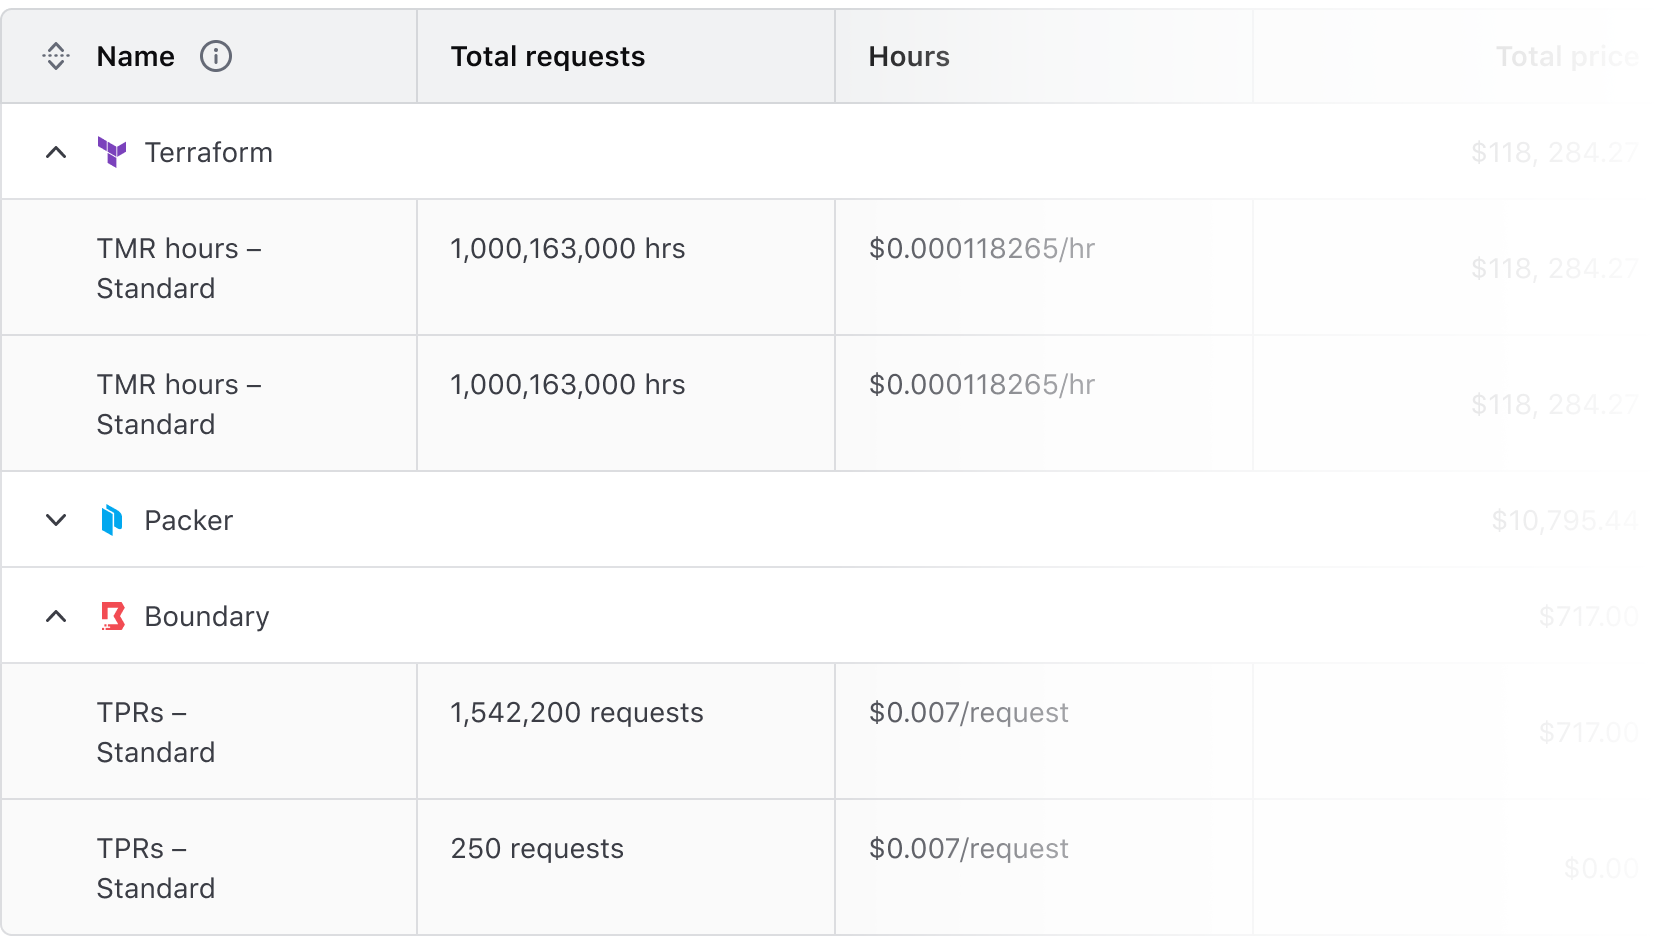 Name Total requests Hours Total price
Terraform $118, 284.27
TMR hours – 1,000,163,000 hrs $0.000118265/hr $118, 284.27
Standard
TMR hours – 1,000,163,000 hrs $0.000118265/hr $118, 284.27
Standard
Packer $10,795.44
Boundary $717.00
TPRs – 1,542,200 requests $0.007/request $717.00
Standard
TPRs – 250 requests $0.007/request $0.00
Standard